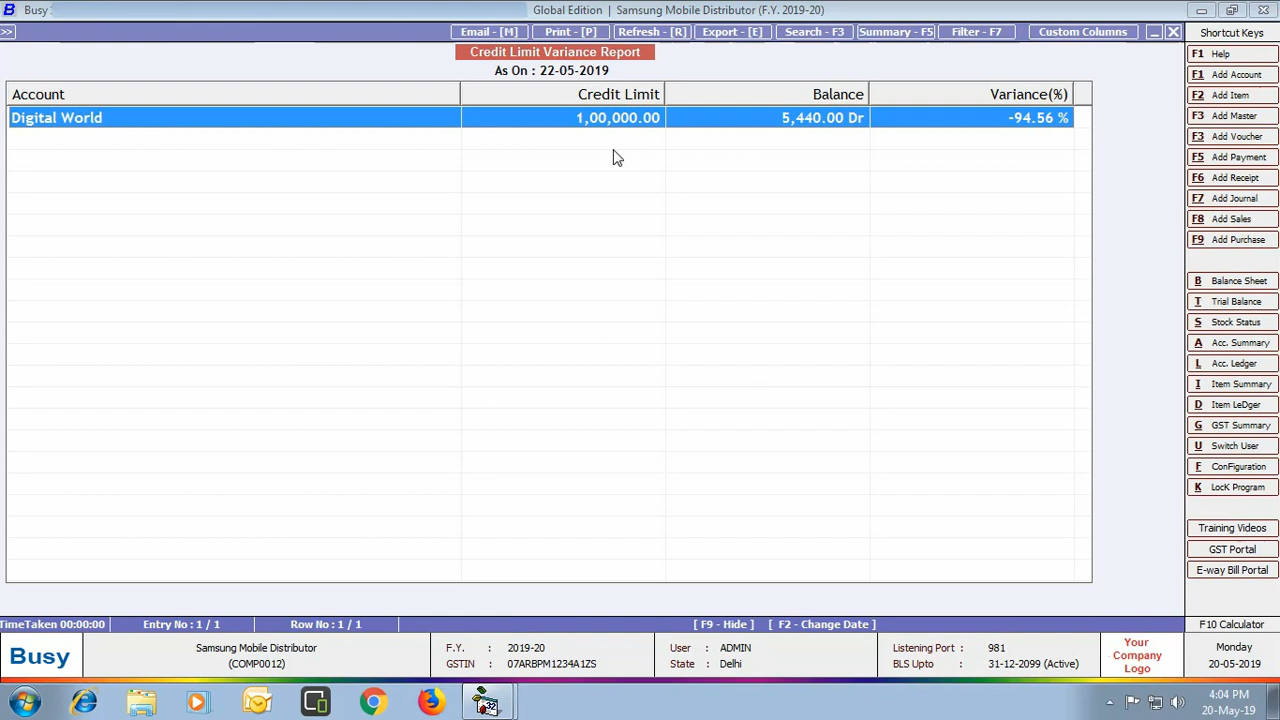 Busy Global Edition | Samsung Mobile Distributor (F.Y. 2019-20)
>> Email - [M] Print - [P] Refresh - [R] Export - [E] Search - F3 Summary - F5 Filter - F7 Custom Columns
Credit Limit Variance Report
As On : 22-05-2019
Account Credit Limit Balance Variance(%)
Digital World 1,00,000.00 5,440.00 Dr -94.56 %
Shortcut Keys
F1 Help
F1 Add Account
F2 Add Item
F3 Add Master
F3 Add Voucher
F5 Add Payment
F6 Add Receipt
F7 Add Journal
F8 Add Sales
F9 Add Purchase
B Balance Sheet
T Trial Balance
S Stock Status
A Acc. Summary
L Acc. Ledger
I Item Summary
D Item LeDger
G GST Summary
U Switch User
F ConFiguration
K LocK Program
Training Videos
GST Portal
E-way Bill Portal
TimeTaken 00:00:00 Entry No : 1 / 1 Row No : 1 / 1 [ F9 - Hide ] [ F2 - Change Date ] F10 Calculator
Busy
Samsung Mobile Distributor
(COMP0012)
F.Y. : 2019-20
GSTIN : 07ARBPM1234A1ZS
User : ADMIN
State : Delhi
Listening Port : 981
BLS Upto : 31-12-2099 (Active)
Your
Company
Logo
Monday
20-05-2019
32
4:04 PM
20-May-19